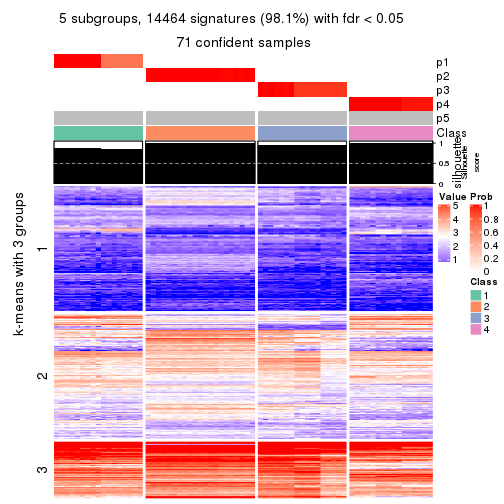 5 subgroups, 14464 signatures (98.1%) with fdr < 0.05
71 confident samples
p1
p2
p3
p4
p5
Class
1
0.5
0
silhouette
Silhouette
score
k-means with 3 groups
1
2
3
Value
5
4
3
2
1
Prob
1
0.8
0.6
0.4
0.2
0
Class
1
2
3
4